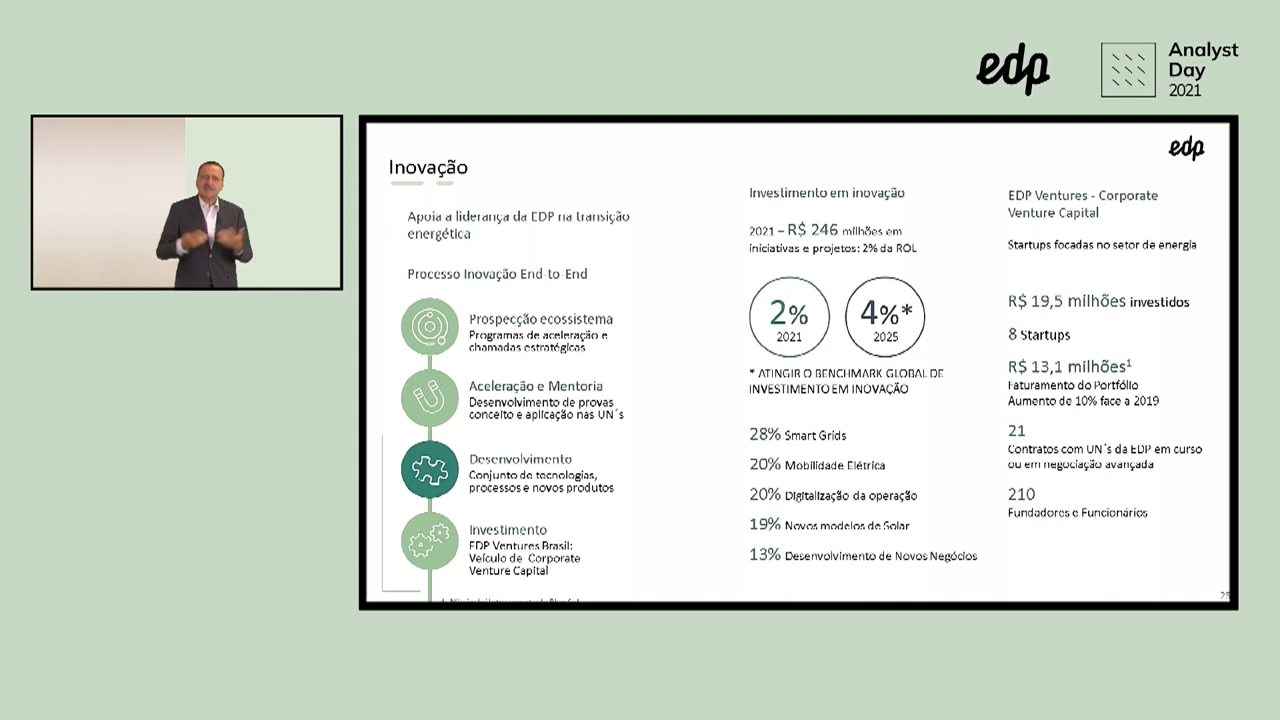 edp
Analyst
Day
2021
edp
Inovação
Apoia a liderança da EDP na transição
energética
Processo Inovação End-to-End
Prospecção ecossistema
Programas de aceleração e
chamadas estratégicas
Aceleração e Mentoria
Desenvolvimento de provas
conceito e aplicação nas UN´s
Desenvolvimento
Conjunto de tecnologias,
processos e novos produtos
Investimento
EDP Ventures Brasil:
Veículo de Corporate
Venture Capital
Investimento em inovação
2021 – R$ 246 milhões em
iniciativas e projetos: 2% da ROL
2%
2021
4%*
2025
* ATINGIR O BENCHMARK GLOBAL DE
INVESTIMENTO EM INOVAÇÃO
28% Smart Grids
20% Mobilidade Elétrica
20% Digitalização da operação
19% Novos modelos de Solar
13% Desenvolvimento de Novos Negócios
EDP Ventures - Corporate
Venture Capital
Startups focadas no setor de energia
R$ 19,5 milhões investidos
8 Startups
R$ 13,1 milhões¹
Faturamento do Portfólio
Aumento de 10% face a 2019
21
Contratos com UN´s da EDP em curso
ou em negociação avançada
210
Fundadores e Funcionários